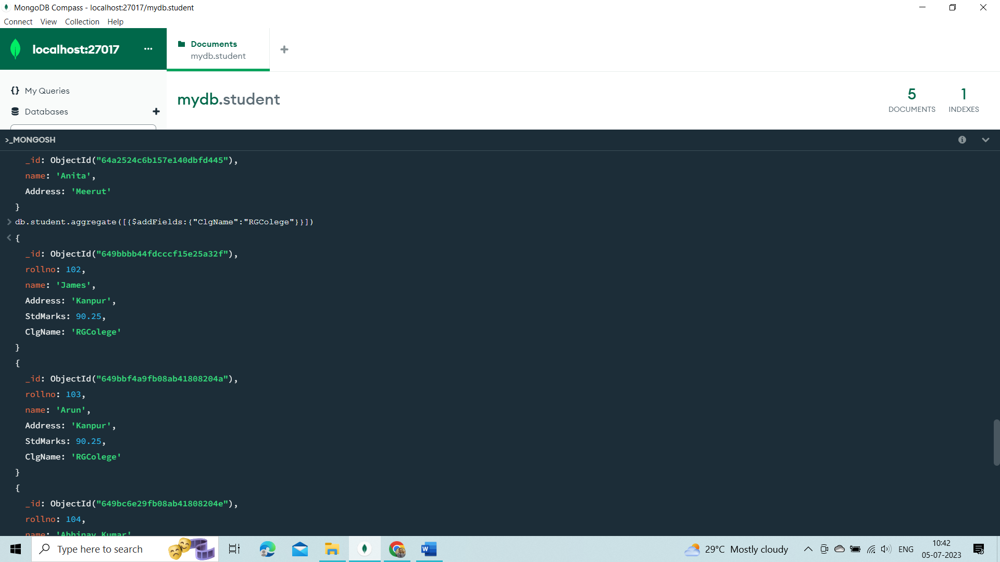 MongoDB Compass - localhost:27017/mydb.student
Connect View Collection Help
localhost:27017 ...
Documents
mydb.student
{} My Queries
Databases
mydb.student
5
DOCUMENTS
1
INDEXES
>_MONGOSH
_id: ObjectId("64a2524c6b157e140dbfd445"),
name: 'Anita',
Address: 'Meerut'
}
> db.student.aggregate([{$addFields:{"ClgName":"RGColege"}}])
< {
_id: ObjectId("649bbbb44fdcccf15e25a32f"),
rollno: 102,
name: 'James',
Address: 'Kanpur',
StdMarks: 90.25,
ClgName: 'RGColege'
}
{
_id: ObjectId("649bbf4a9fb08ab41808204a"),
rollno: 103,
name: 'Arun',
Address: 'Kanpur',
StdMarks: 90.25,
ClgName: 'RGColege'
}
{
_id: ObjectId("649bc6e29fb08ab41808204e"),
rollno: 104,
name: 'Abhinav Kumar'
Type here to search
29°C Mostly cloudy
ENG
10:42
05-07-2023